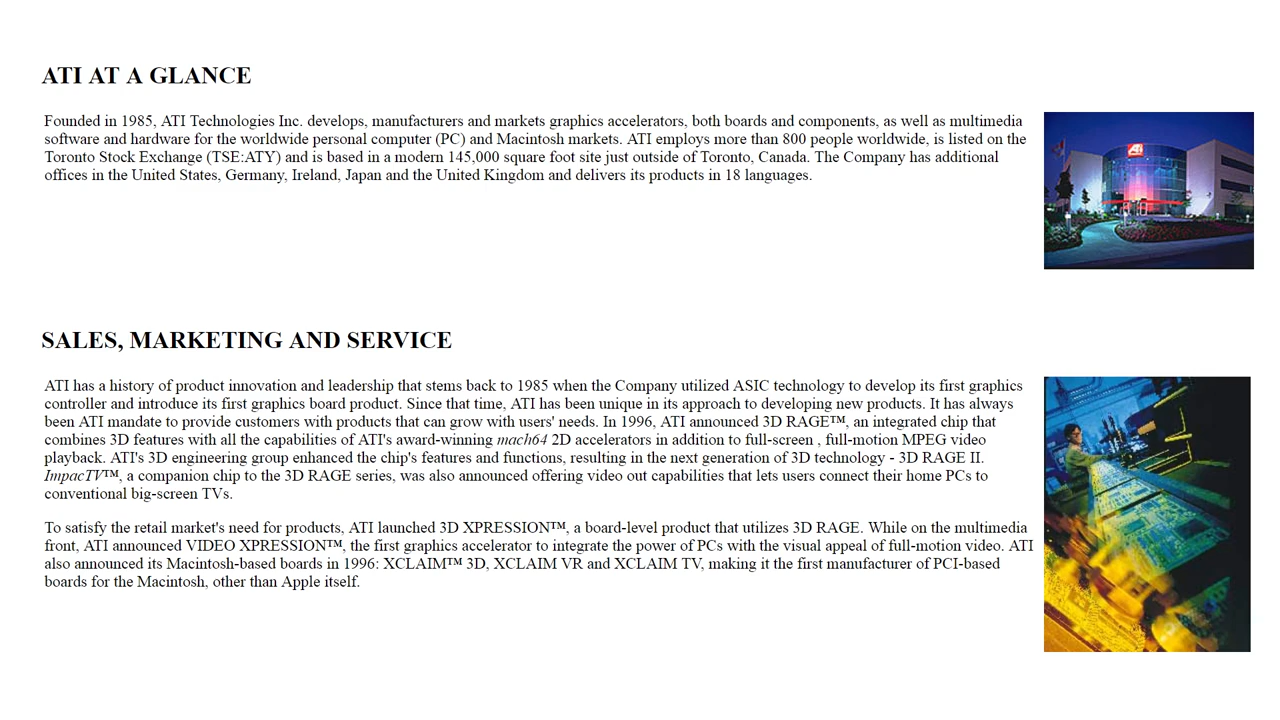 ATI AT A GLANCE
Founded in 1985, ATI Technologies Inc. develops, manufacturers and markets graphics accelerators, both boards and components, as well as multimedia
software and hardware for the worldwide personal computer (PC) and Macintosh markets. ATI employs more than 800 people worldwide, is listed on the
Toronto Stock Exchange (TSE:ATY) and is based in a modern 145,000 square foot site just outside of Toronto, Canada. The Company has additional
offices in the United States, Germany, Ireland, Japan and the United Kingdom and delivers its products in 18 languages.
ATi
SALES, MARKETING AND SERVICE
ATI has a history of product innovation and leadership that stems back to 1985 when the Company utilized ASIC technology to develop its first graphics
controller and introduce its first graphics board product. Since that time, ATI has been unique in its approach to developing new products. It has always
been ATI mandate to provide customers with products that can grow with users' needs. In 1996, ATI announced 3D RAGE™, an integrated chip that
combines 3D features with all the capabilities of ATI's award-winning mach64 2D accelerators in addition to full-screen , full-motion MPEG video
playback. ATI's 3D engineering group enhanced the chip's features and functions, resulting in the next generation of 3D technology - 3D RAGE II.
ImpacTV™, a companion chip to the 3D RAGE series, was also announced offering video out capabilities that lets users connect their home PCs to
conventional big-screen TVs.
To satisfy the retail market's need for products, ATI launched 3D XPRESSION™, a board-level product that utilizes 3D RAGE. While on the multimedia
front, ATI announced VIDEO XPRESSION™, the first graphics accelerator to integrate the power of PCs with the visual appeal of full-motion video. ATI
also announced its Macintosh-based boards in 1996: XCLAIM™ 3D, XCLAIM VR and XCLAIM TV, making it the first manufacturer of PCI-based
boards for the Macintosh, other than Apple itself.